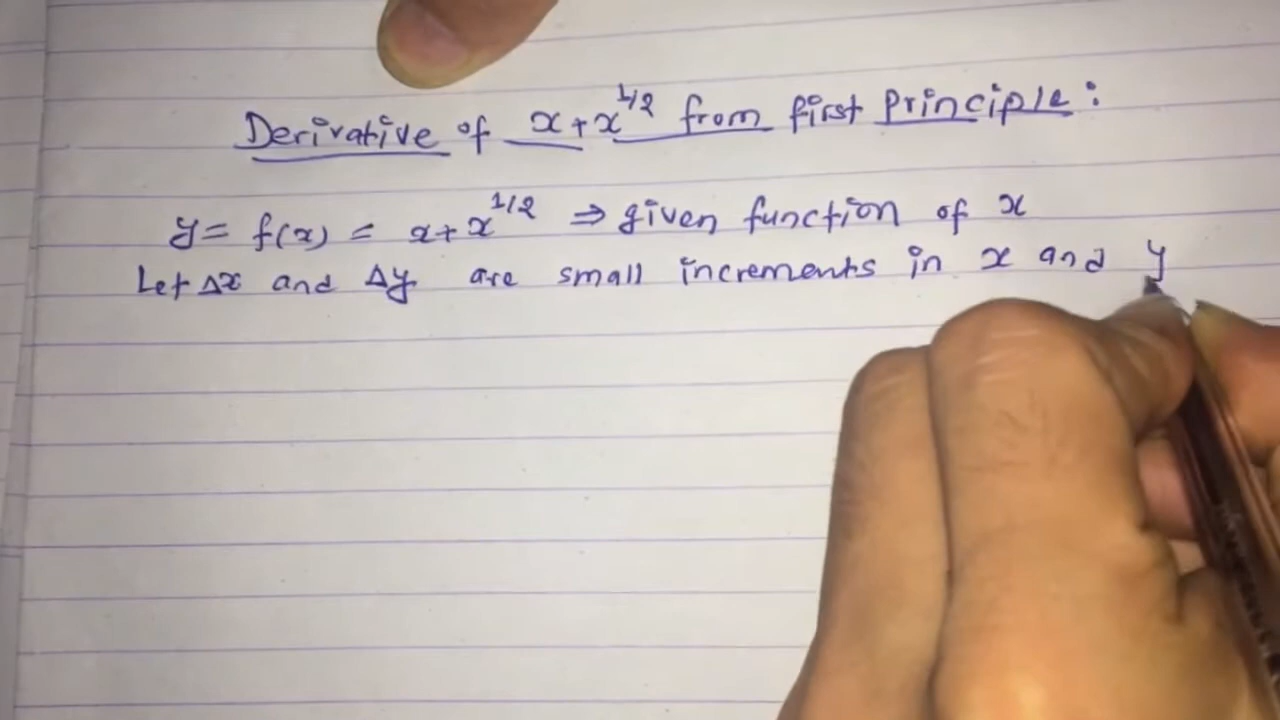 Derivative of x+x^1/2 from first principle:
y= f(x) = x+x^1/2 ⇒ given function of x
Let Δx and Δy are small increments in x and y